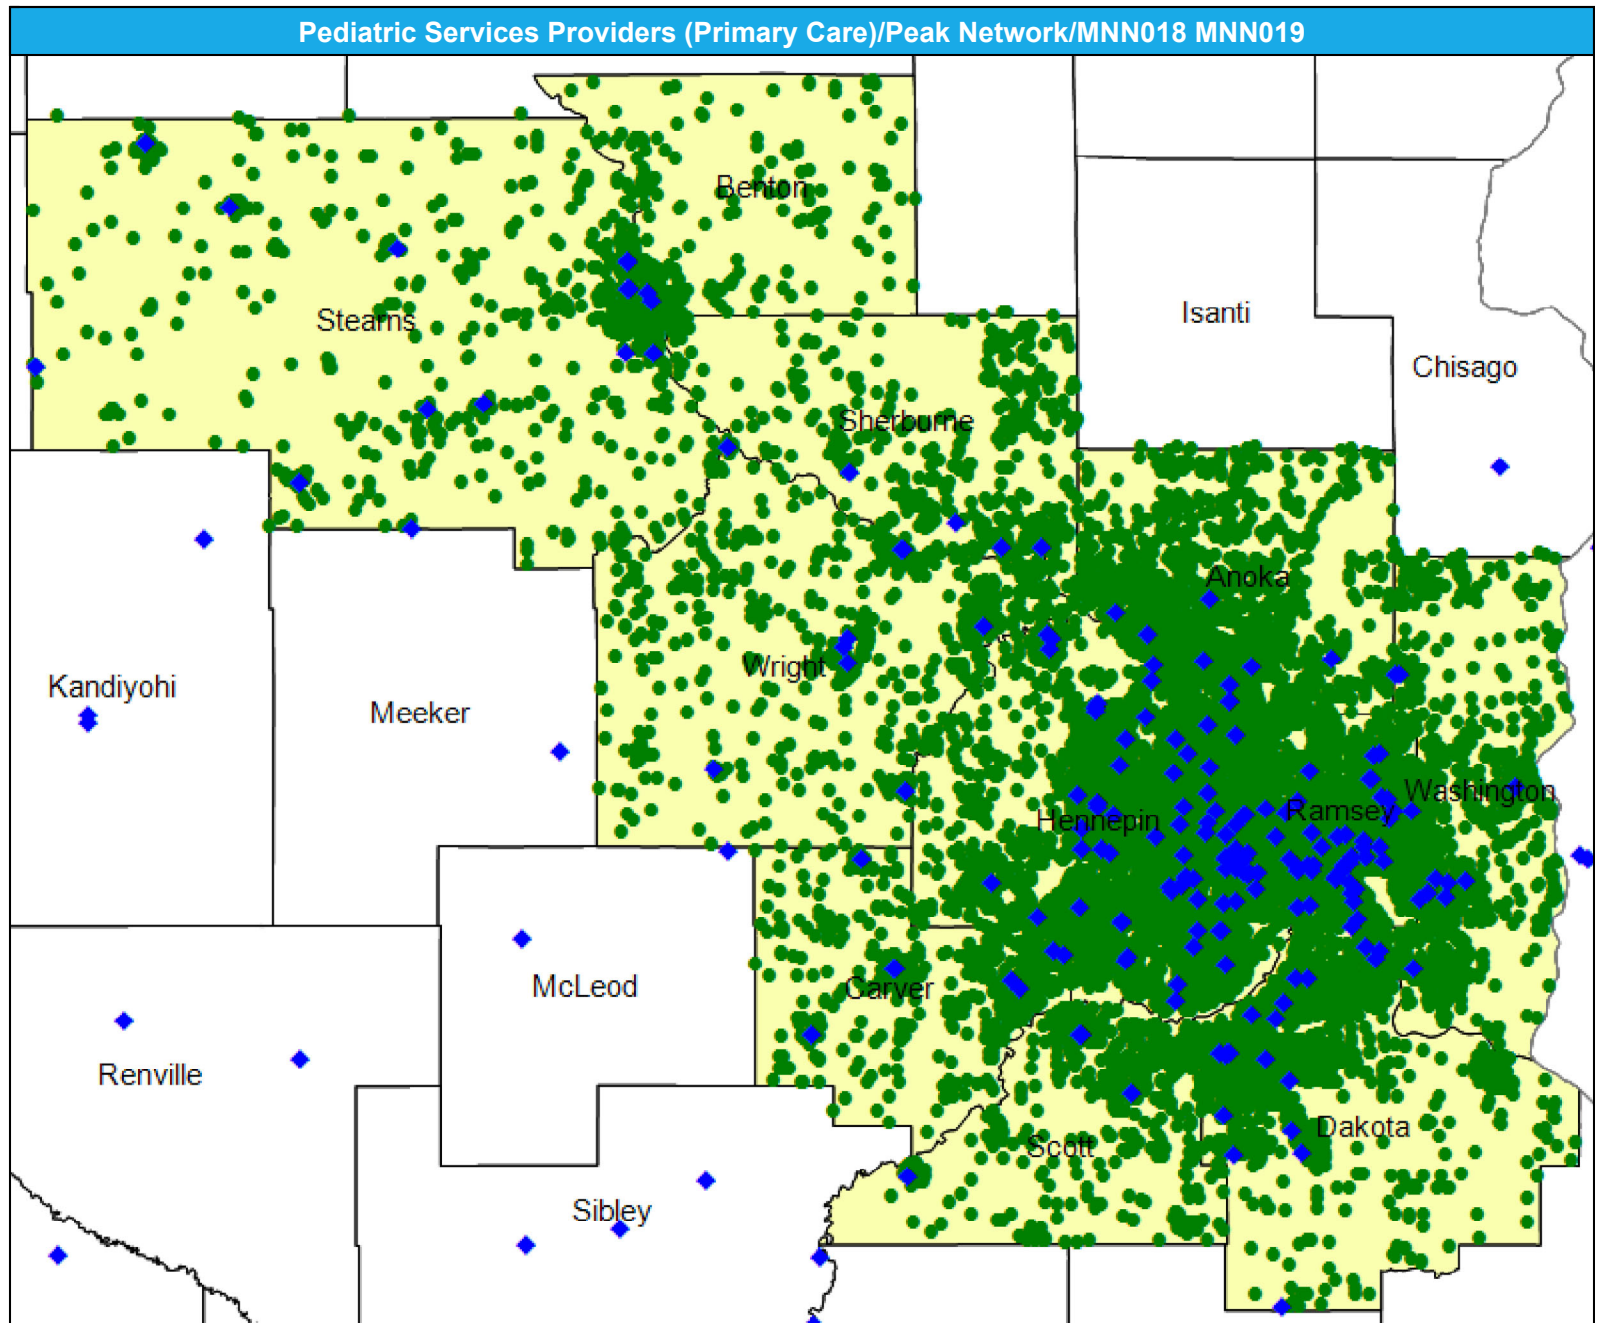 Pediatric Services Providers (Primary Care)/Peak Network/MNN018 MNN019
Benton
Stearns
Isanti
Chisago
Sherburne
Anoka
Wright
Kandiyohi
Meeker
Washington
Ramsey
Hennepin
McLeod
Carver
Renville
Dakota
Scott
Sibley